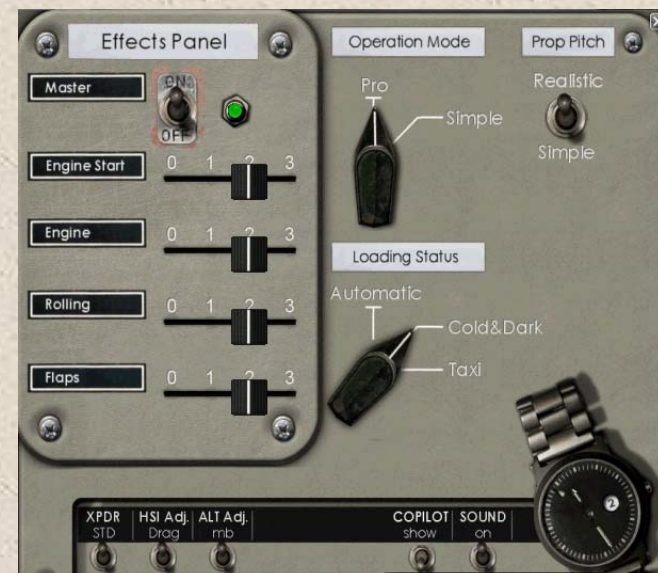 Effects Panel
Operation Mode
Prop Pitch
Master
ON
OFF
Pro
Simple
Realistic
Simple
Engine Start
0 1 2 3
Engine
0 1 2 3
Loading Status
Automatic
Cold&Dark
Taxi
Rolling
0 1 2 3
Flaps
0 1 2 3
2
XPDR
STD
HSI Adj.
Drag
ALT Adj.
mb
COPILOT
show
SOUND
on